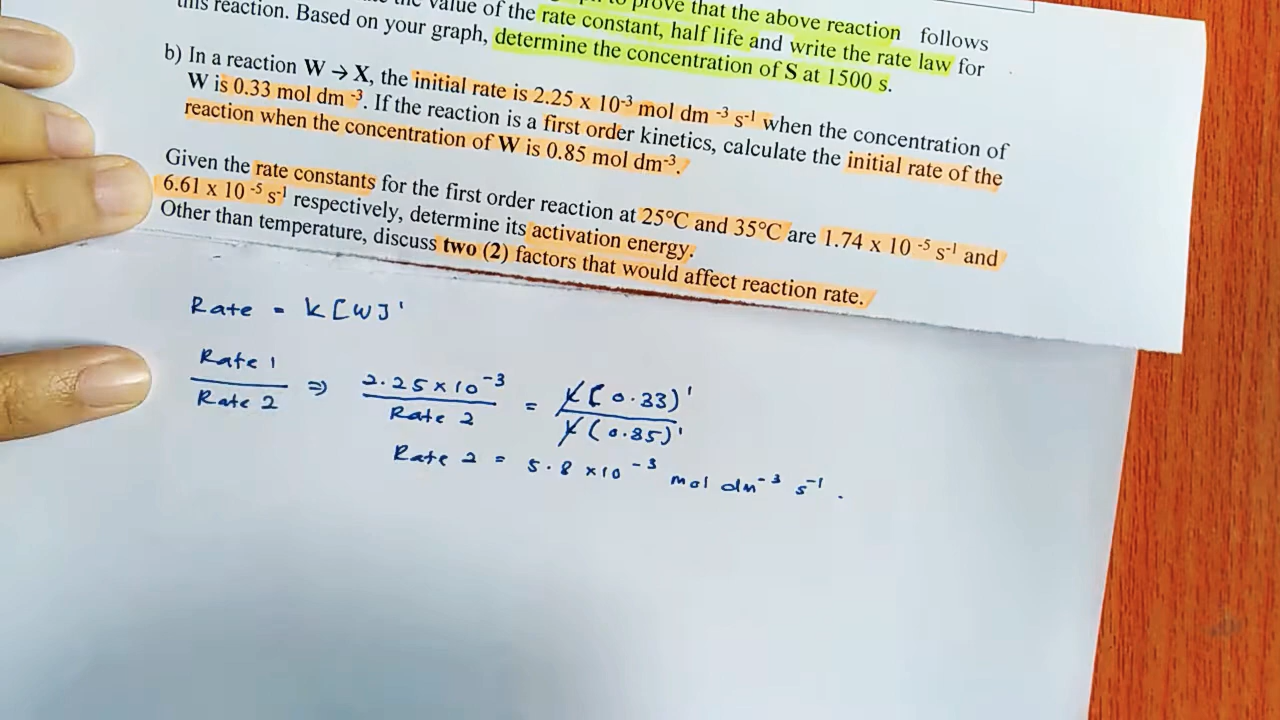 value of the rate constant, half life and write the rate law for
prove that the above reaction follows
this reaction. Based on your graph, determine the concentration of S at 1500 s.
b) In a reaction W → X, the initial rate is 2.25 x 10⁻³ mol dm ⁻³ s⁻¹ when the concentration of
W is 0.33 mol dm ⁻³. If the reaction is a first order kinetics, calculate the initial rate of the
reaction when the concentration of W is 0.85 mol dm⁻³.
Given the rate constants for the first order reaction at 25°C and 35°C are 1.74 x 10 ⁻⁵ s⁻¹ and
6.61 x 10 ⁻⁵ s⁻¹ respectively, determine its activation energy.
Other than temperature, discuss two (2) factors that would affect reaction rate.
Rate = k[W]¹
Rate 1
Rate 2
⇒
2.25 x 10⁻³
Rate 2
=
k(0.33)¹
k(0.85)¹
Rate 2 = 5.8 x 10⁻³ mol dm⁻³ s⁻¹.